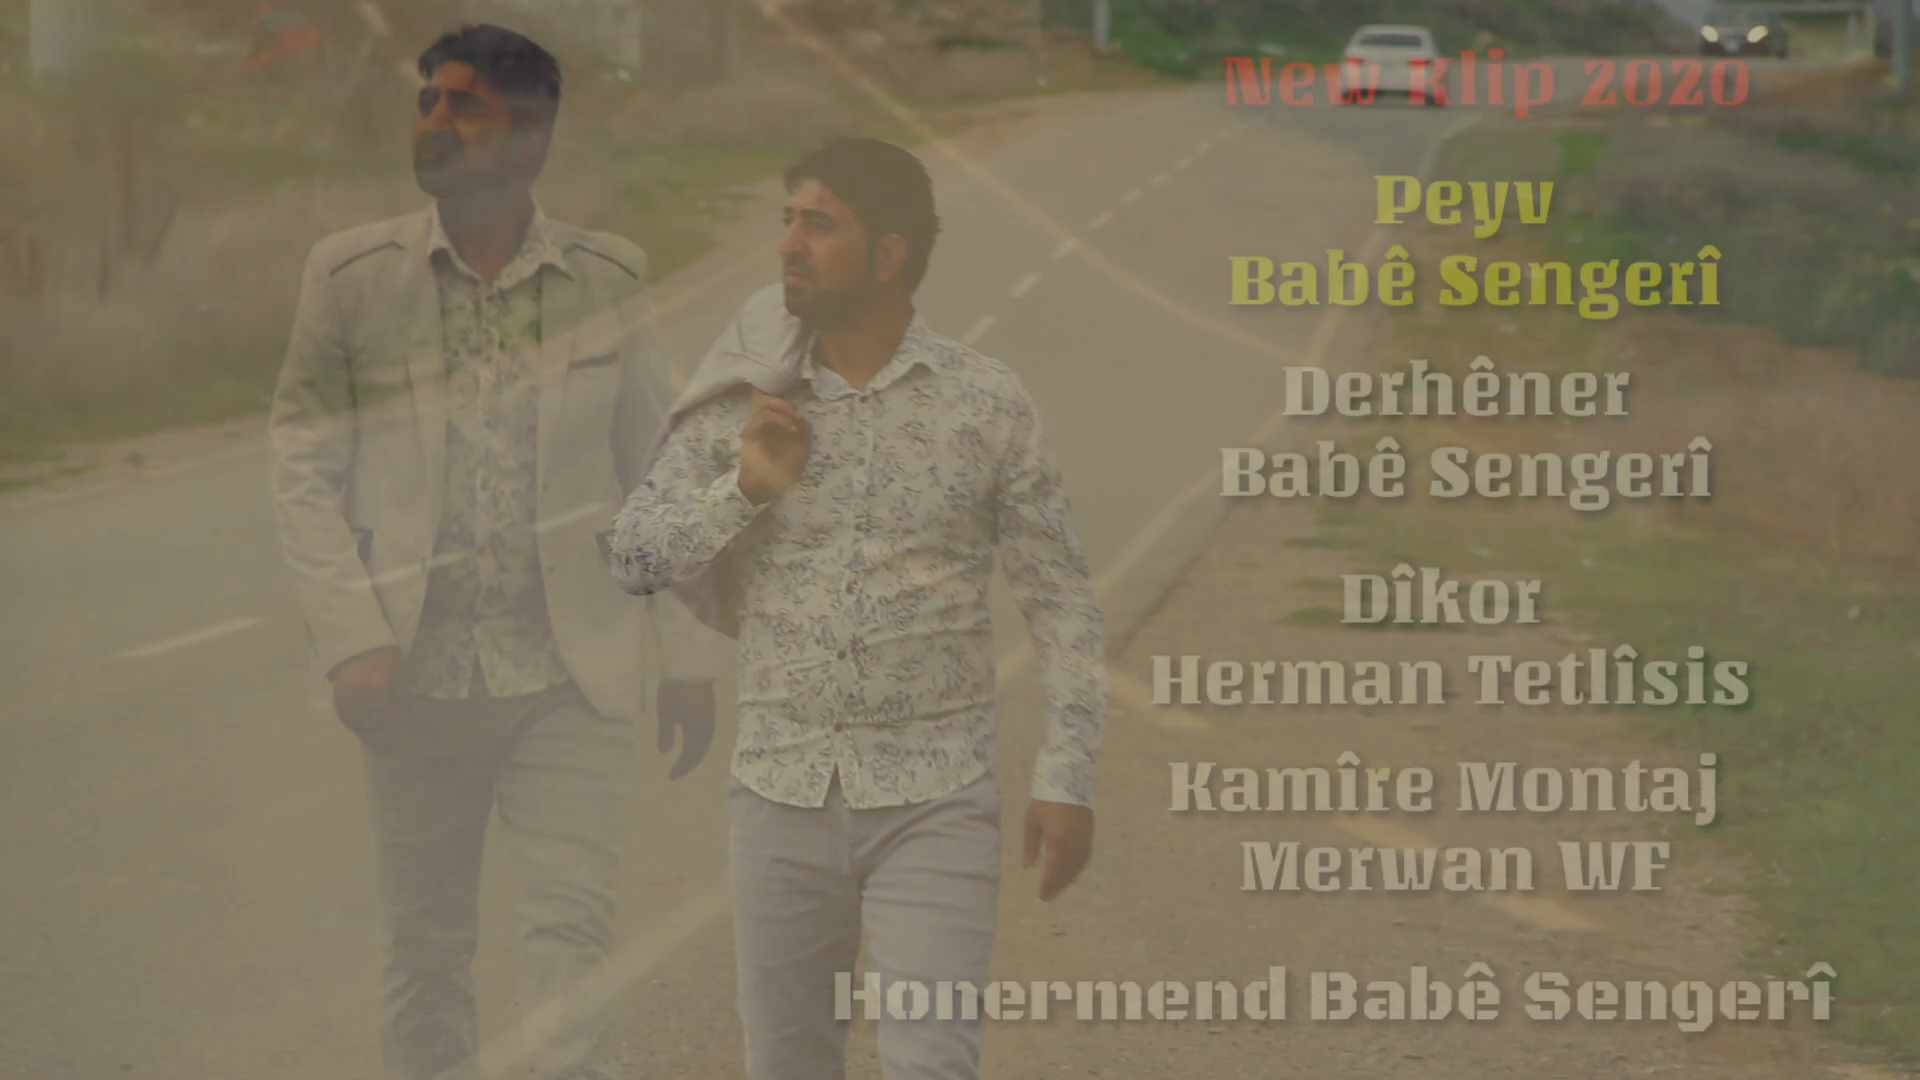 New Klip 2020
Peyv
Babê Sengerî
Derhêner
Babê Sengerî
Dîkor
Herman Tetlîsis
Kamîre Montaj
Merwan WF
Honermend Babê Sengerî